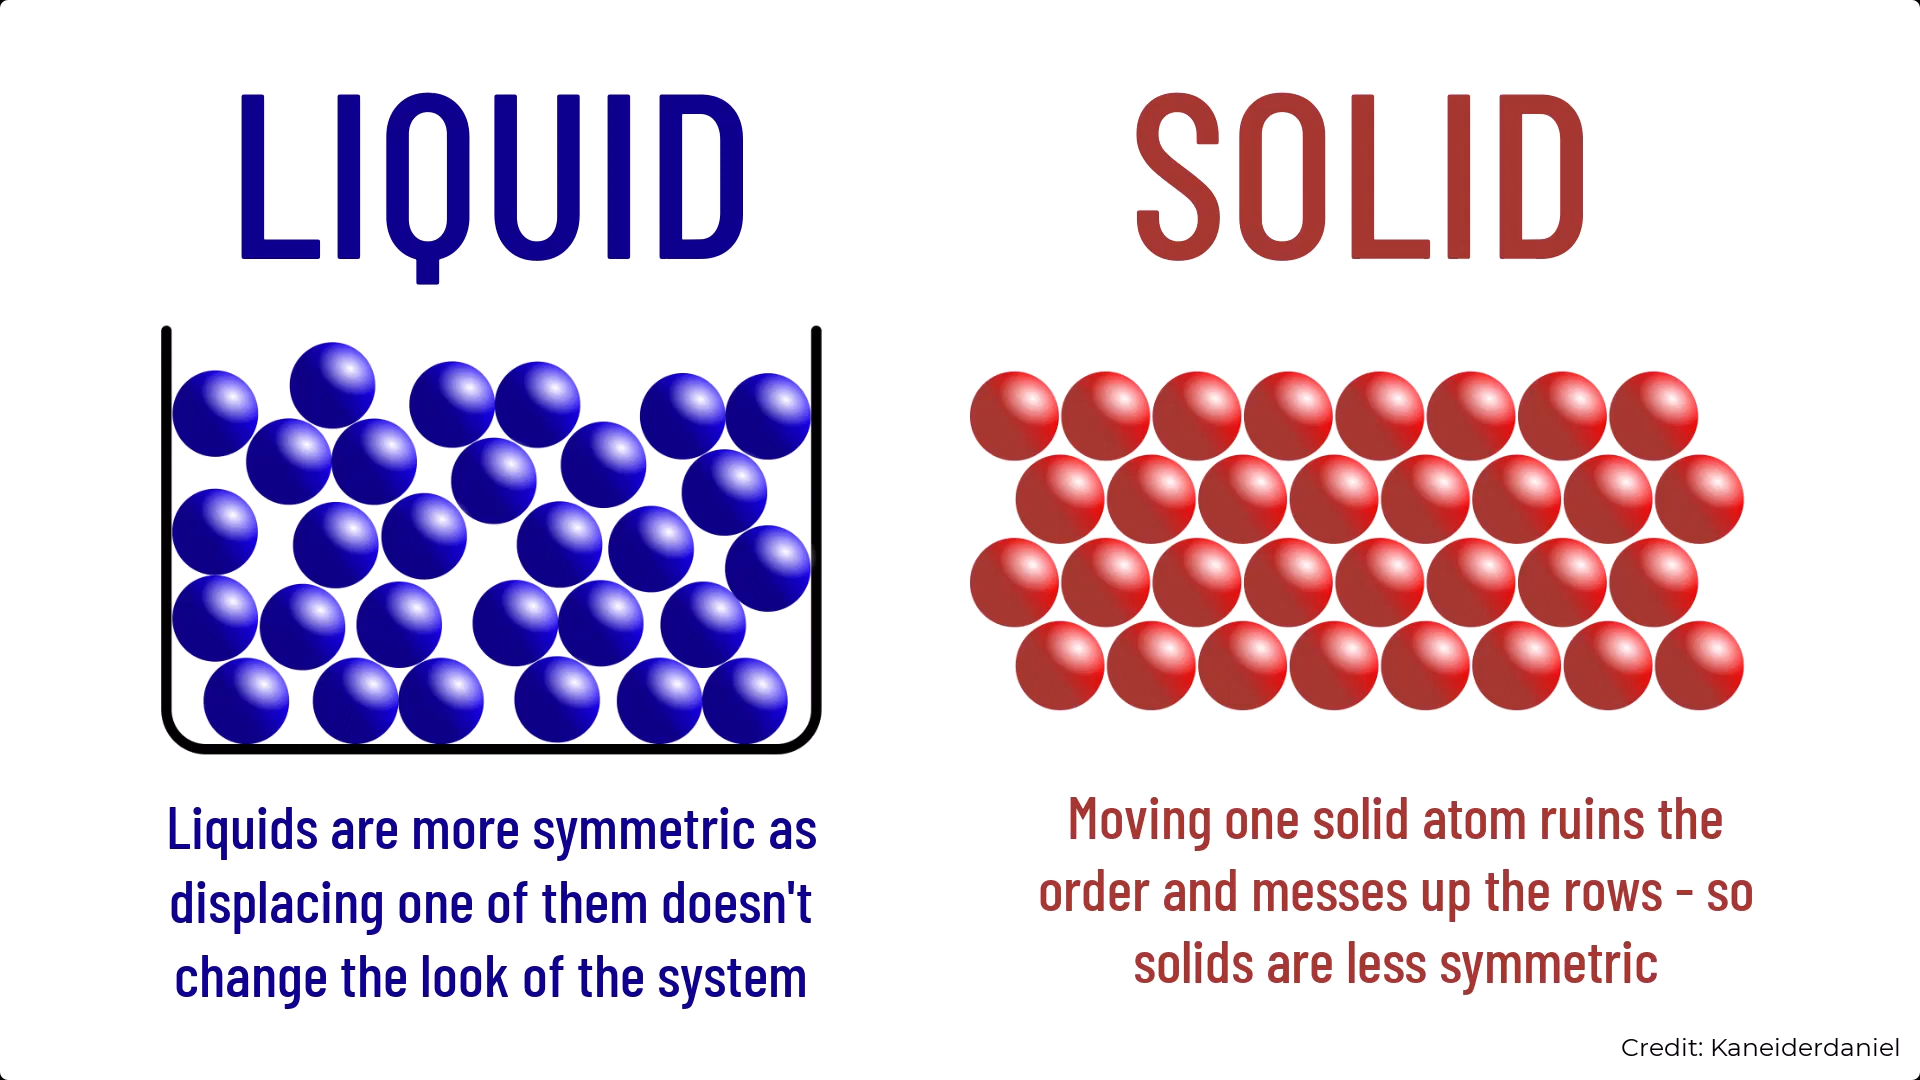 LIQUID
SOLID
Liquids are more symmetric as
displacing one of them doesn't
change the look of the system
Moving one solid atom ruins the
order and messes up the rows - so
solids are less symmetric
Credit: Kaneiderdaniel